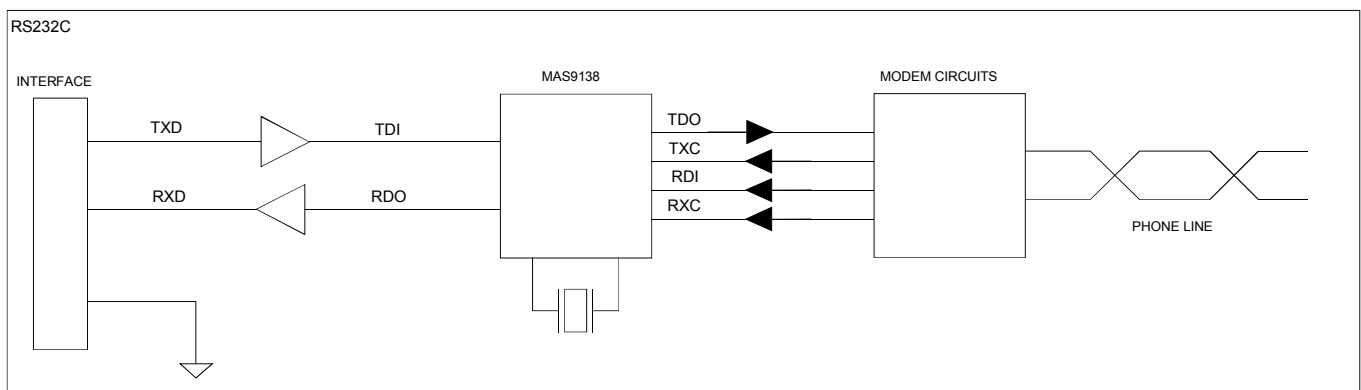 RS232C
INTERFACE
MAS9138
MODEM CIRCUITS
TXD
TDI
TDO
TXC
RDI
RXC
RXD
RDO
PHONE LINE